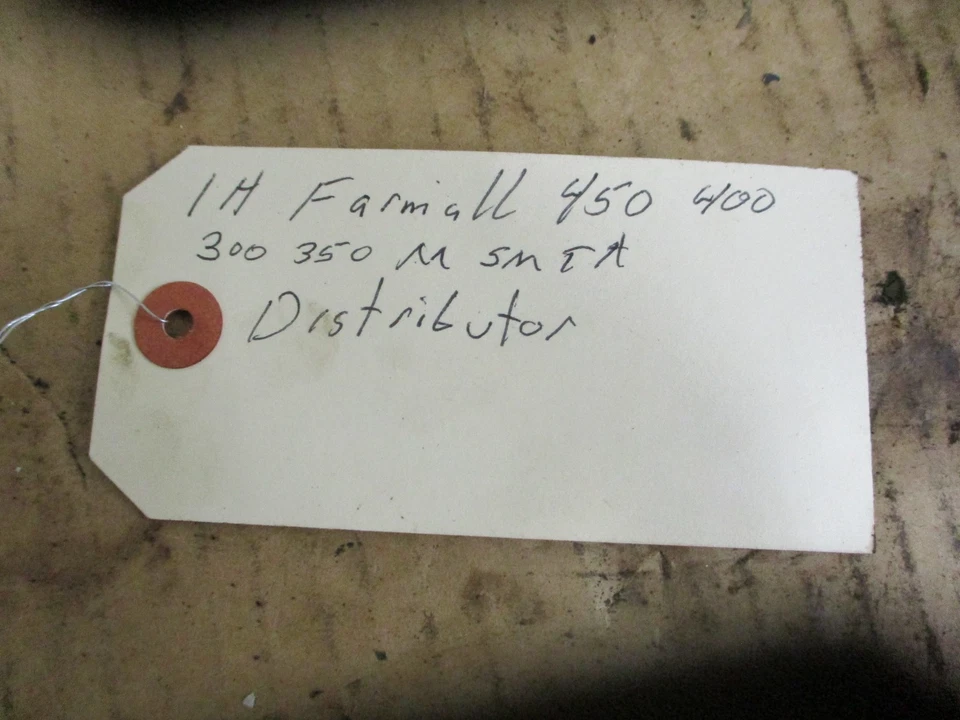 IH Farmall 450 400
300 350 M SMTA
Distributor